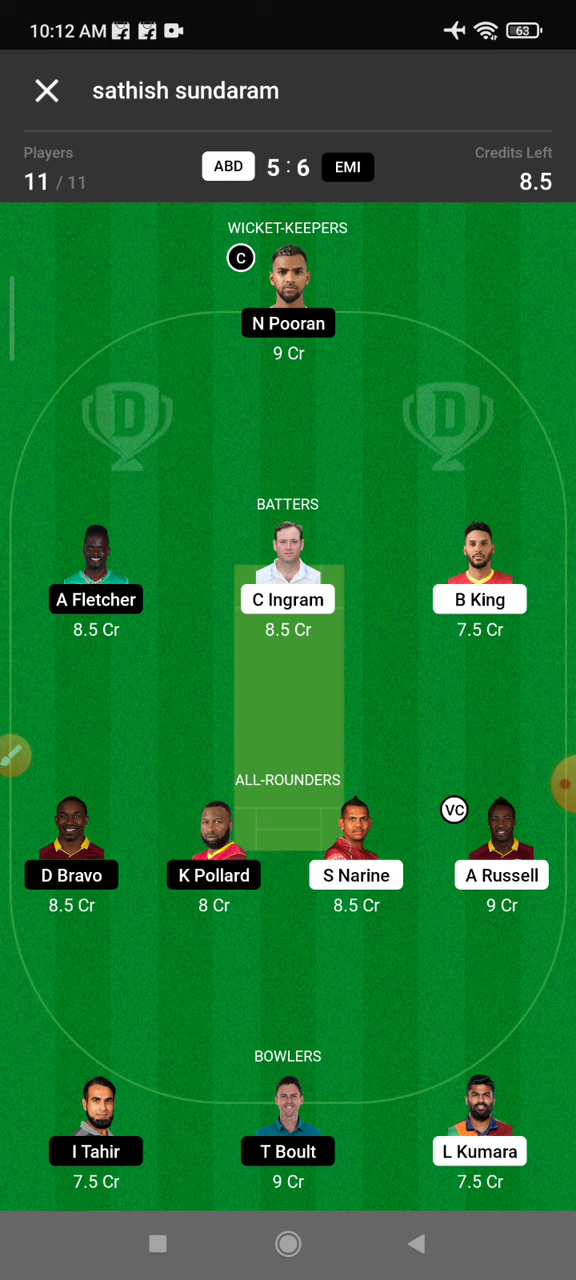 10:12 AM
63
sathish sundaram
Players
Credits Left
11 / 11
ABD 5 : 6 EMI
8.5
WICKET-KEEPERS
C
N Pooran
9 Cr
D D
BATTERS
A Fletcher C Ingram B King
8.5 Cr 8.5 Cr 7.5 Cr
ALL-ROUNDERS
VC
D Bravo K Pollard S Narine A Russell
8.5 Cr 8 Cr 8.5 Cr 9 Cr
BOWLERS
I Tahir T Boult L Kumara
7.5 Cr 9 Cr 7.5 Cr